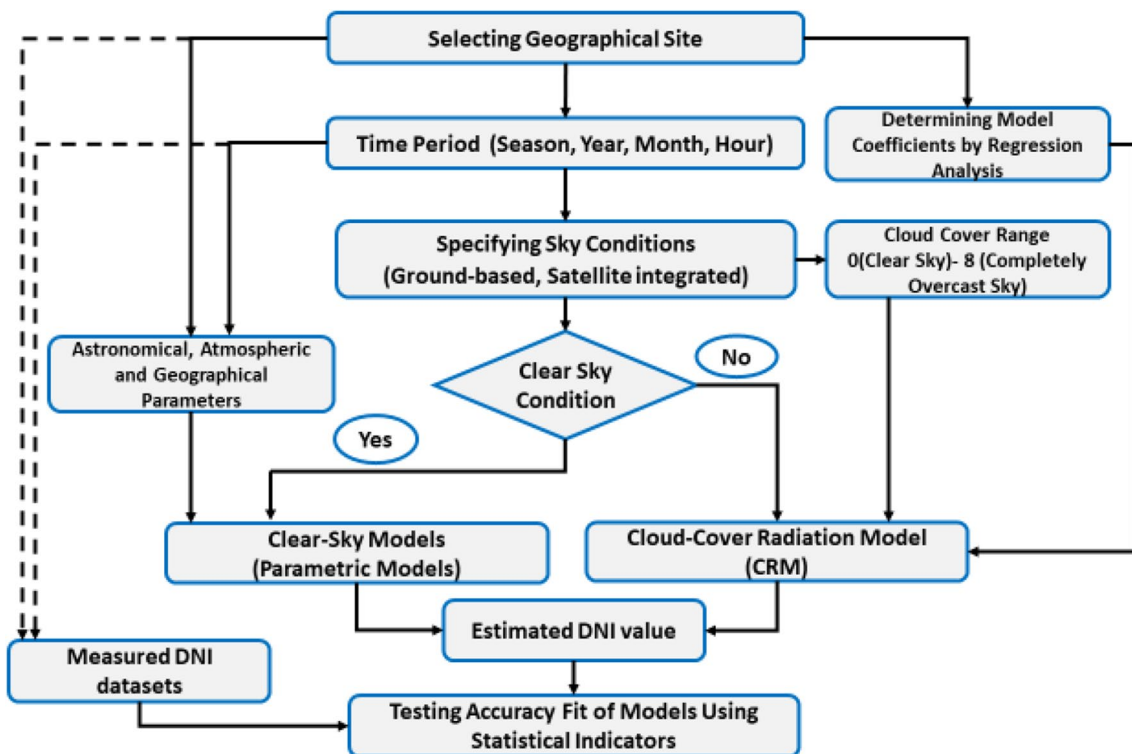 Selecting Geographical Site
Time Period (Season, Year, Month, Hour)
Determining Model
Coefficients by Regression
Analysis
Specifying Sky Conditions
(Ground-based, Satellite integrated)
Cloud Cover Range
0(Clear Sky)- 8 (Completely
Overcast Sky)
Astronomical, Atmospheric
and Geographical
Parameters
Clear Sky
Condition
No
Yes
Clear-Sky Models
(Parametric Models)
Cloud-Cover Radiation Model
(CRM)
Estimated DNI value
Measured DNI
datasets
Testing Accuracy Fit of Models Using
Statistical Indicators